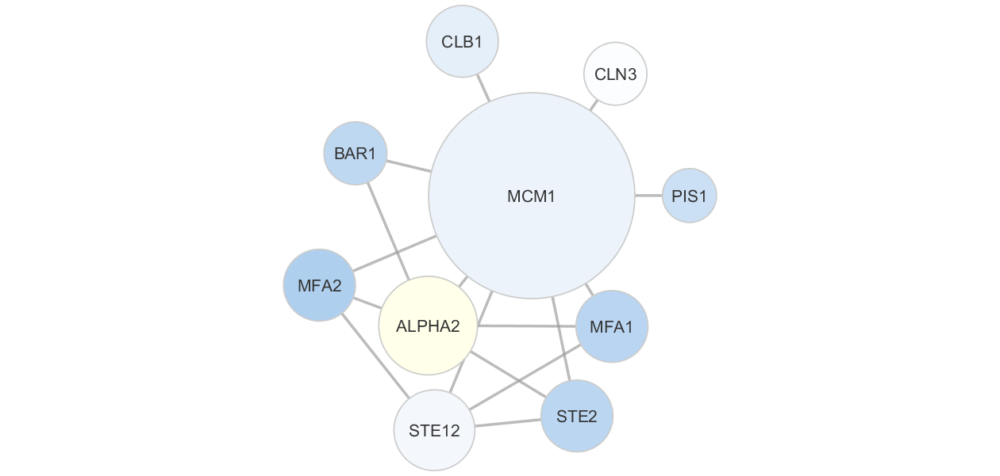 CLB1
CLN3
BAR1
MCM1
PIS1
MFA2
ALPHA2
MFA1
STE2
STE12